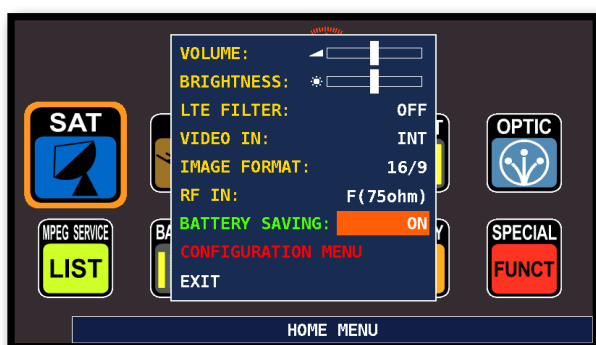 VOLUME:
BRIGHTNESS:
LTE FILTER: OFF
VIDEO IN: INT
IMAGE FORMAT: 16/9
RF IN: F(75ohm)
BATTERY SAVING: ON
CONFIGURATION MENU
EXIT
SAT
OPTIC
MPEG SERVICE
LIST
SPECIAL
FUNCT
HOME MENU